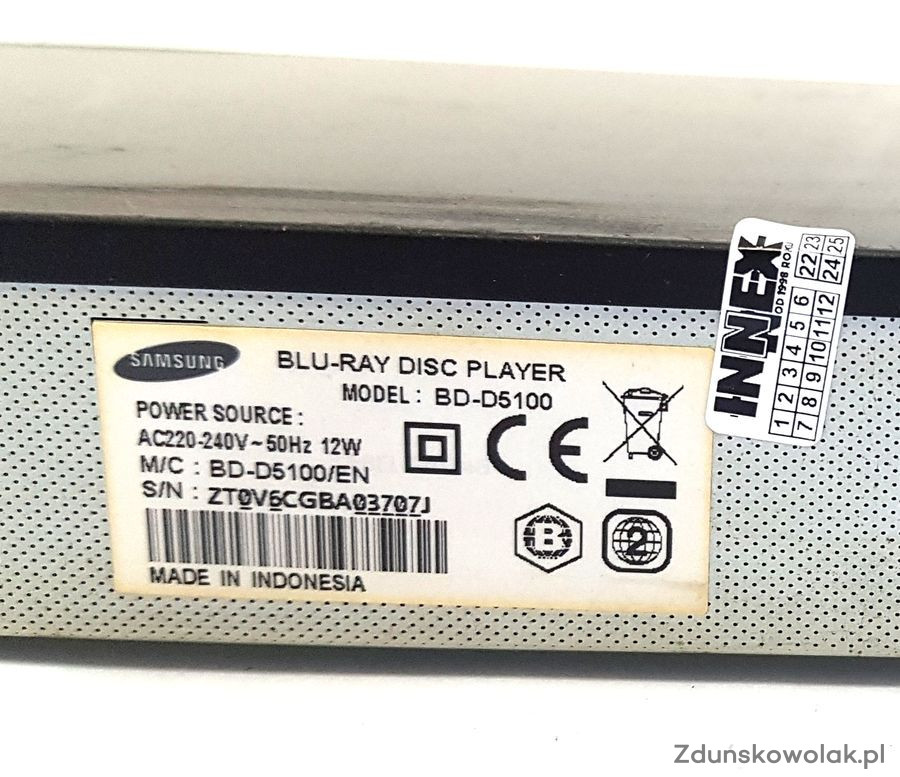 SAMSUNG
BLU-RAY DISC PLAYER
MODEL : BD-D5100
POWER SOURCE :
AC220-240V~50Hz 12W
M/C : BD-D5100/EN
S/N : ZT0V6CGBA03707J
MADE IN INDONESIA
CE
B
2
INNEX
OD 1998 ROKU
1 2 3 4 5 6 22 23
7 8 9 10 11 12 24 25
Zdunskowolak.pl